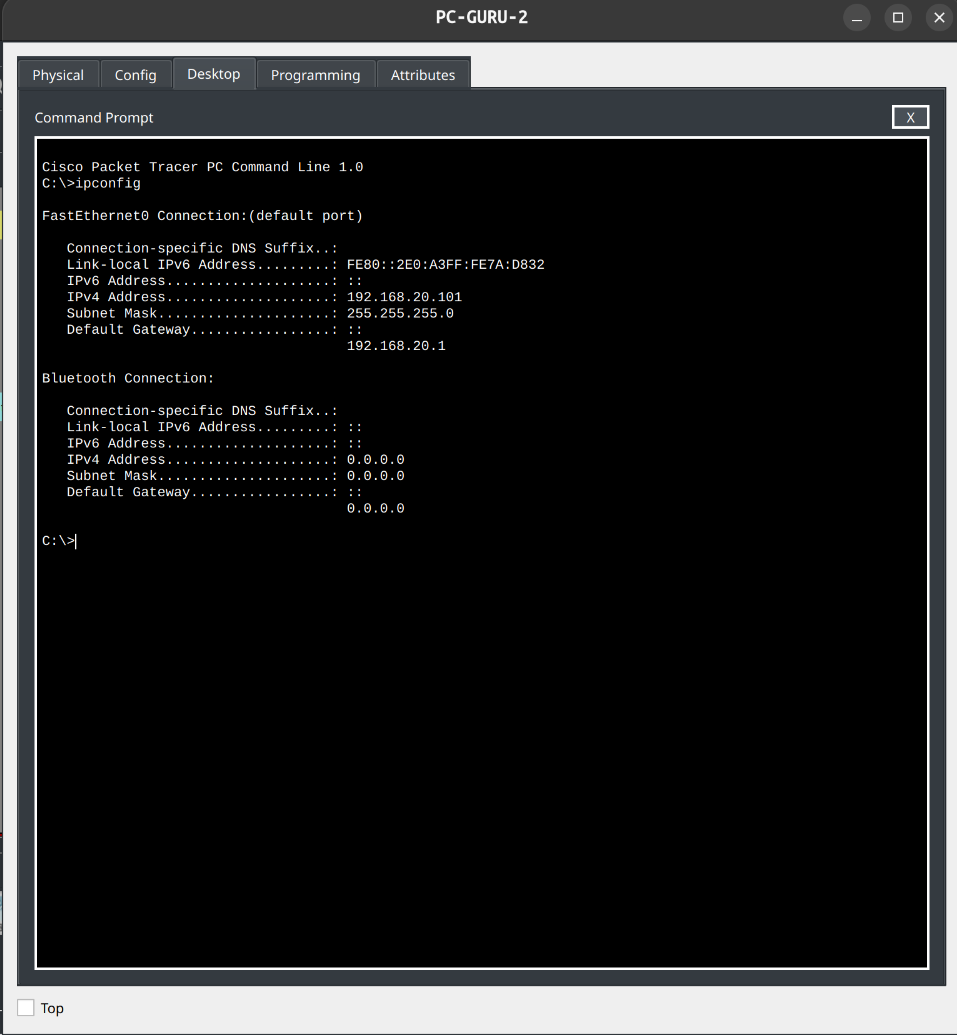 PC-GURU-2
Physical Config Desktop Programming Attributes
Command Prompt X
Cisco Packet Tracer PC Command Line 1.0
C:\>ipconfig
FastEthernet0 Connection:(default port)
Connection-specific DNS Suffix..:
Link-local IPv6 Address.........: FE80::2E0:A3FF:FE7A:D832
IPv6 Address....................: ::
IPv4 Address....................: 192.168.20.101
Subnet Mask.....................: 255.255.255.0
Default Gateway.................: ::
192.168.20.1
Bluetooth Connection:
Connection-specific DNS Suffix..:
Link-local IPv6 Address.........: ::
IPv6 Address....................: ::
IPv4 Address....................: 0.0.0.0
Subnet Mask.....................: 0.0.0.0
Default Gateway.................: ::
0.0.0.0
C:\>
Top